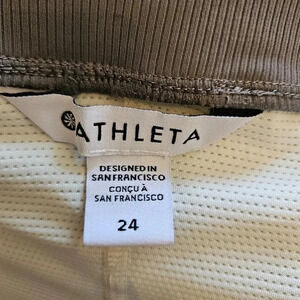 ATHLETA
DESIGNED IN
SAN FRANCISCO
CONÇU À
SAN FRANCISCO
24